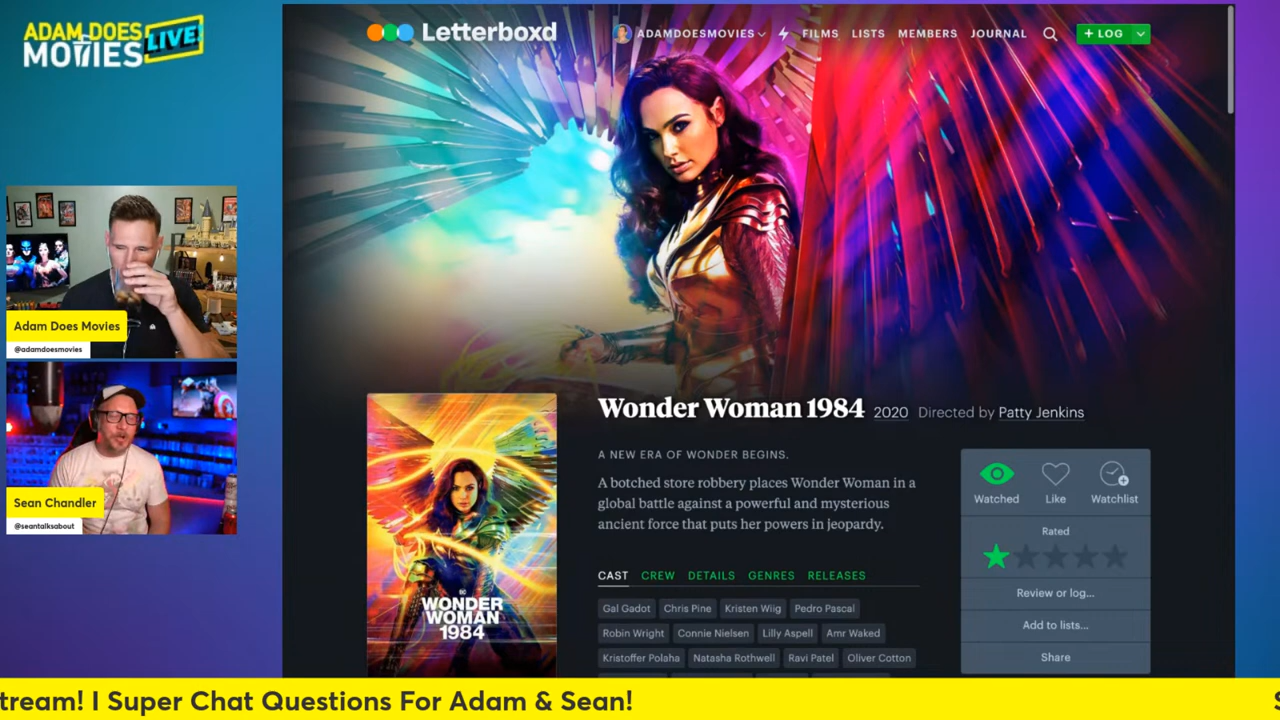 ADAM DOES
MOVIES LIVE!
Letterboxd
ADAMDOESMOVIES FILMS LISTS MEMBERS JOURNAL + LOG
Adam Does Movies
@adamdoesmovies
Sean Chandler
@seantalksabout
Wonder Woman 1984 2020 Directed by Patty Jenkins
A NEW ERA OF WONDER BEGINS.
A botched store robbery places Wonder Woman in a
global battle against a powerful and mysterious
ancient force that puts her powers in jeopardy.
CAST CREW DETAILS GENRES RELEASES
Gal Gadot Chris Pine Kristen Wiig Pedro Pascal
Robin Wright Connie Nielsen Lilly Aspell Amr Waked
Kristoffer Polaha Natasha Rothwell Ravi Patel Oliver Cotton
Watched Like Watchlist
Rated
Review or log...
Add to lists...
Share
DC
WONDER
WOMAN
1984
tream! I Super Chat Questions For Adam & Sean!